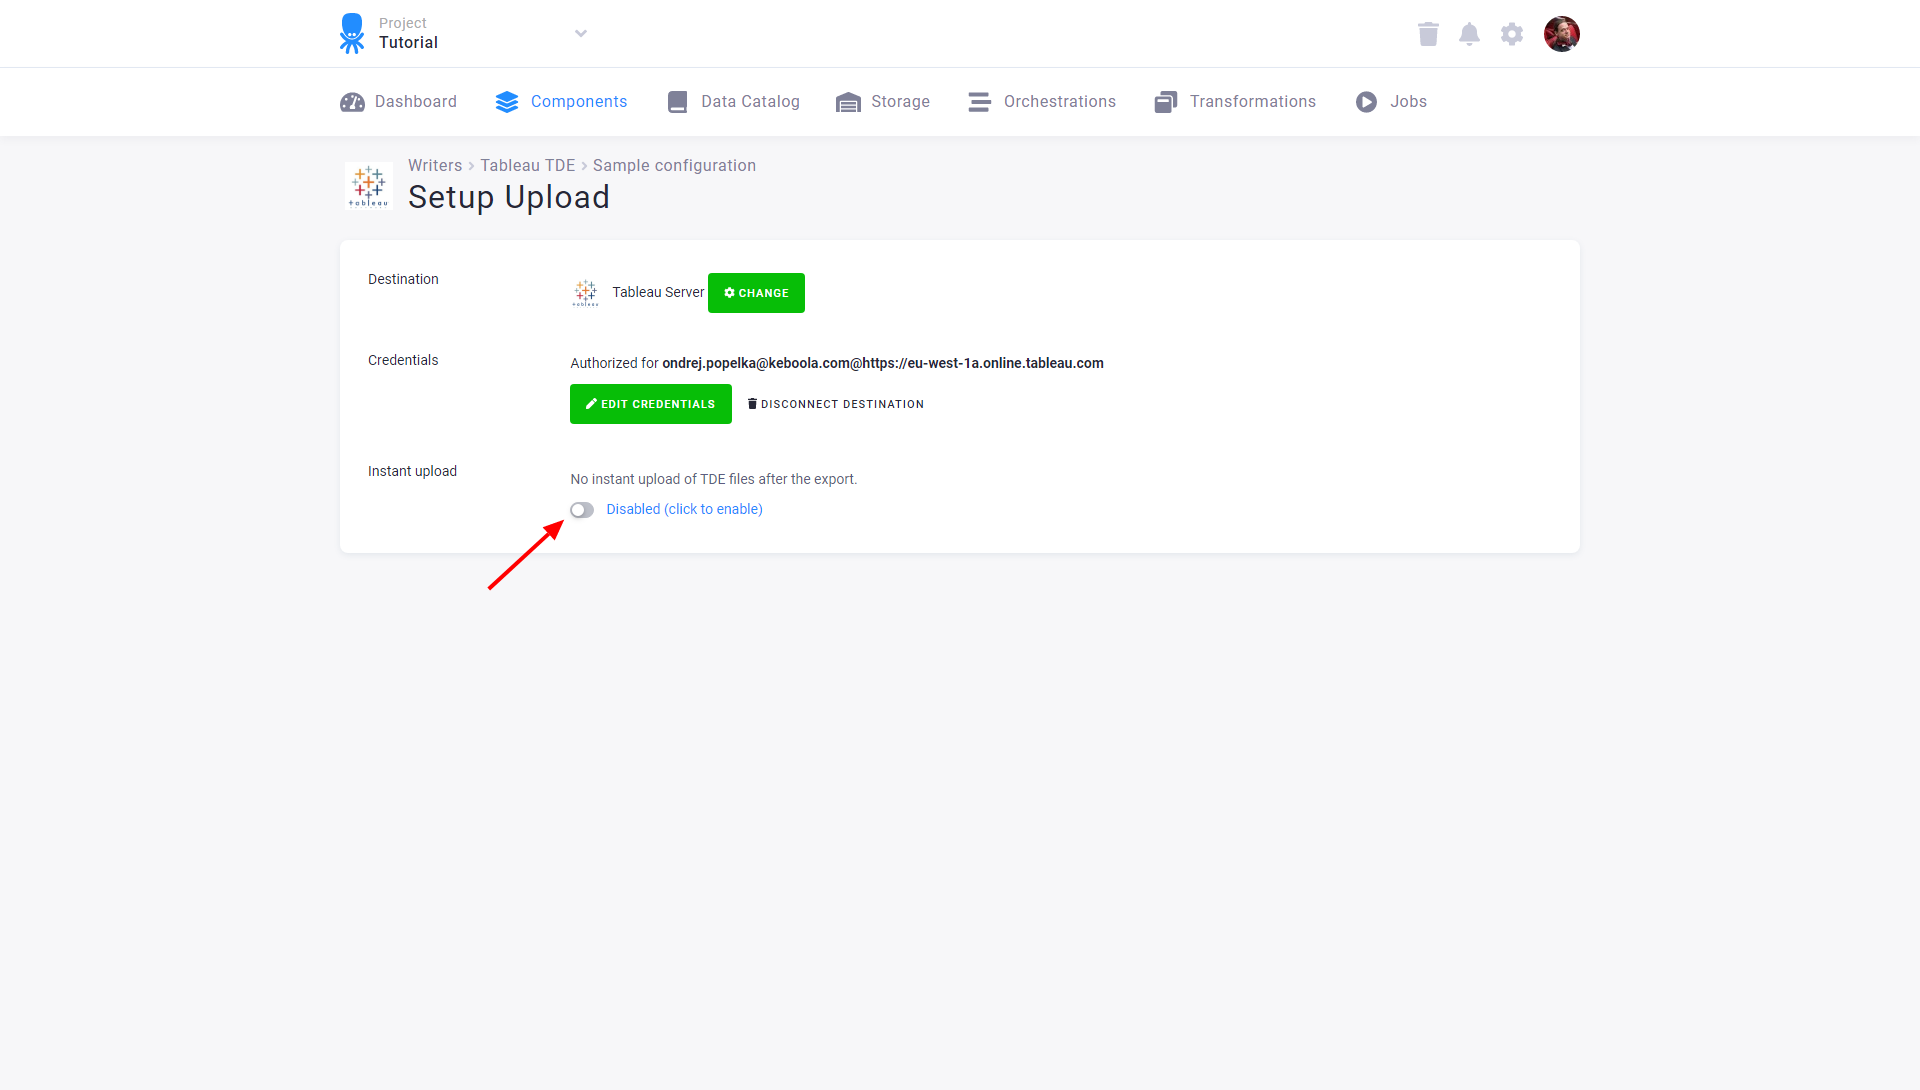 Project
Tutorial
Dashboard
Components
Data Catalog
Storage
Orchestrations
Transformations
Jobs
Writers
Tableau TDE
Sample configuration
tableau
Setup Upload
Destination
tableau
Tableau Server
CHANGE
Credentials
Authorized for ondrej.popelka@keboola.com@https://eu-west-1a.online.tableau.com
EDIT CREDENTIALS
DISCONNECT DESTINATION
Instant upload
No instant upload of TDE files after the export.
Disabled (click to enable)